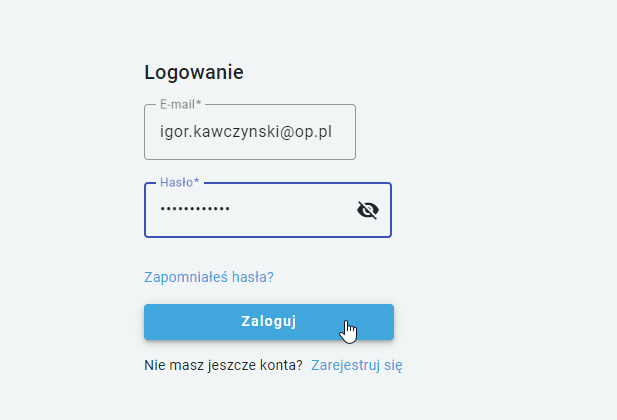 Logowanie
E-mail*
igor.kawczynski@op.pl
Hasło*
••••••••••••
Zapomniałeś hasła?
Zaloguj
Nie masz jeszcze konta? Zarejestruj się